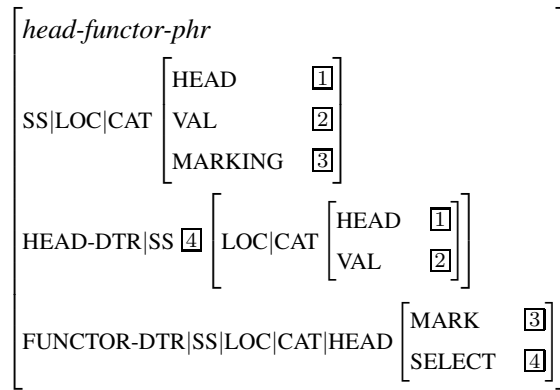 head-functor-phr
HEAD 1
SS|LOC|CAT VAL 2
MARKING 3
HEAD-DTR|SS 4 LOC|CAT HEAD 1
VAL 2
FUNCTOR-DTR|SS|LOC|CAT|HEAD MARK 3
SELECT 4